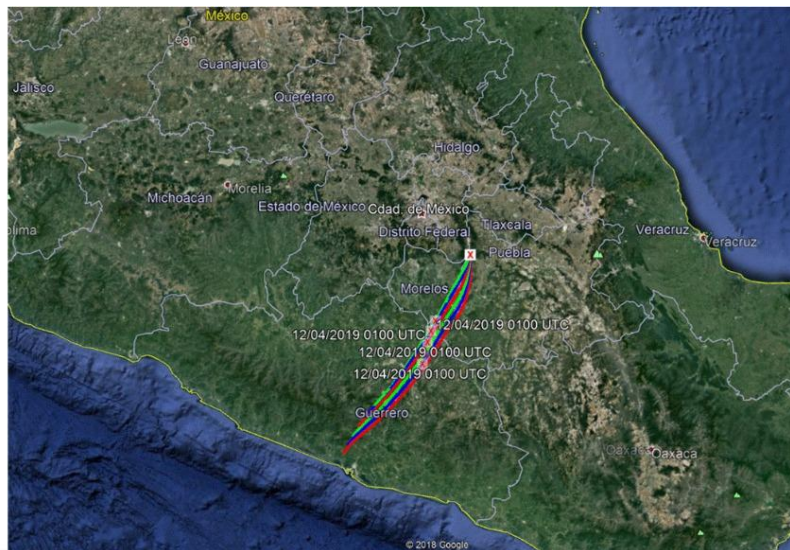 México
León
Guanajuato
Jalisco
Querétaro
Hidalgo
Michoacán
Morelia
Estado de México
Cdad. de México
Distrito Federal
Tlaxcala
olima
Veracruz
Veracruz
Puebla
X
Morelos
12/04/2019 0100 UTC
12/04/2019 0100 UTC
12/04/2019 0100 UTC
12/04/2019 0100 UTC
Guerrero
Oaxaca
Oaxaca
© 2018 Google